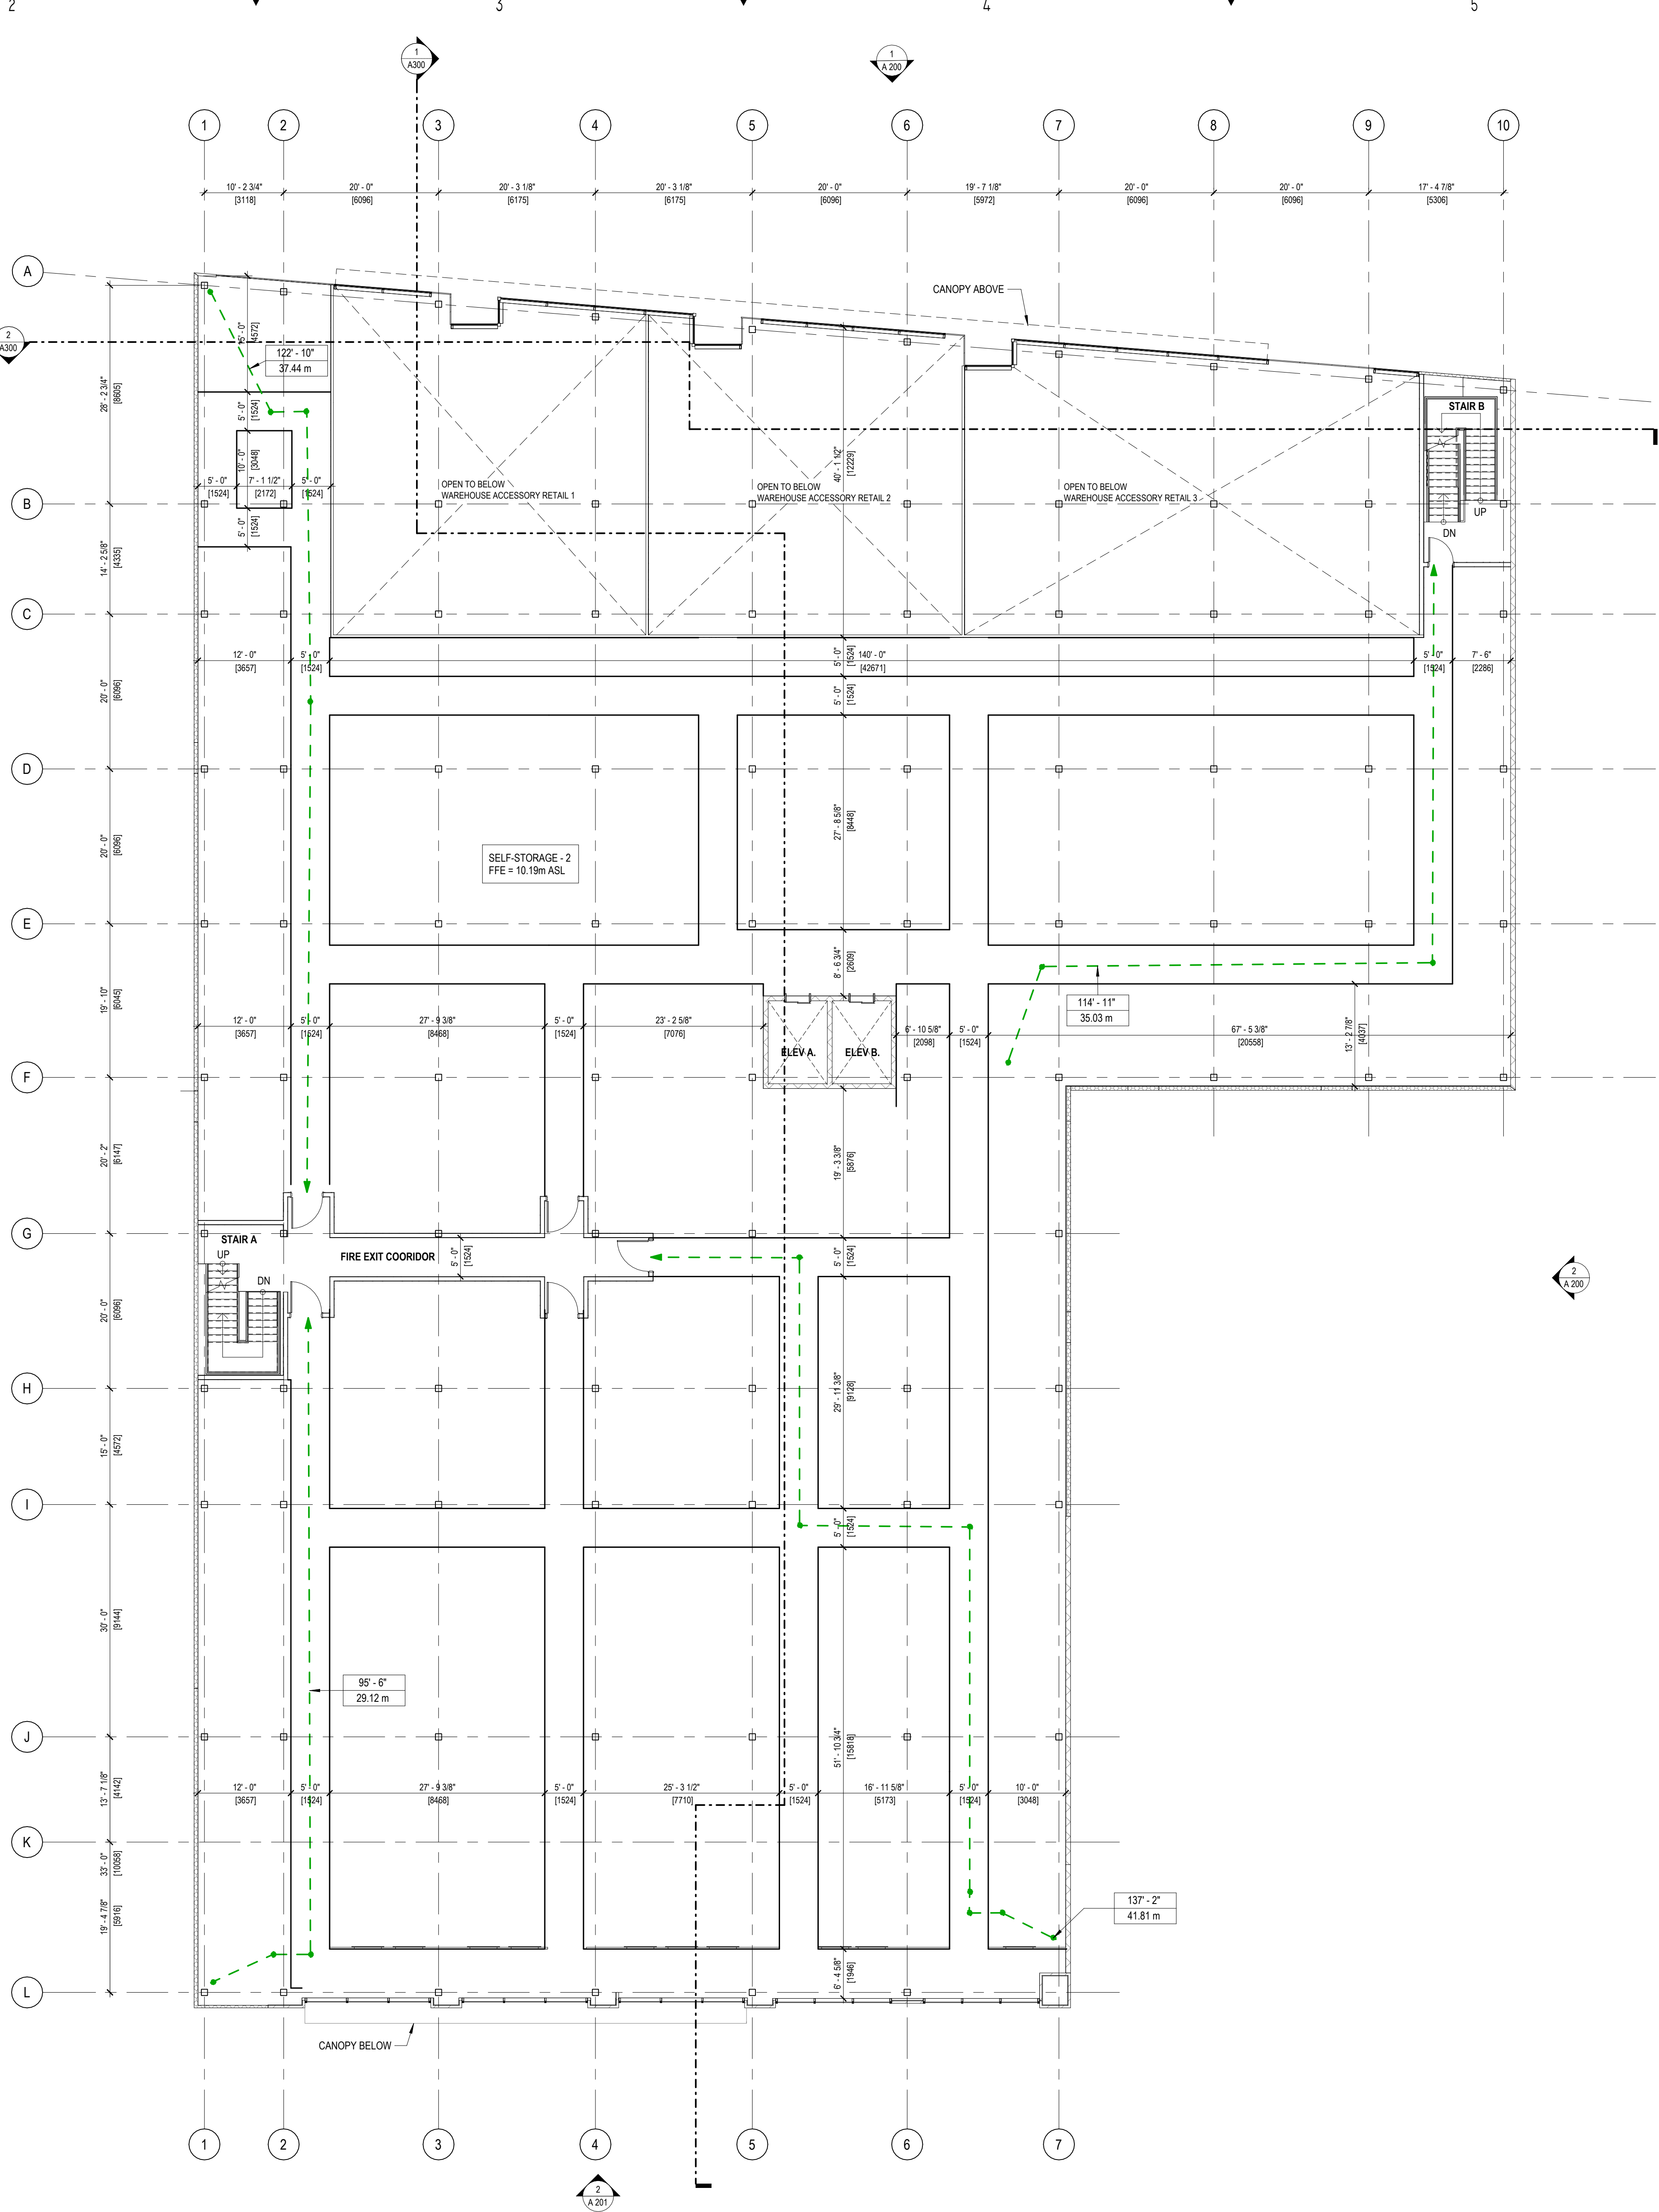 2
3
4
5
1
A300
1
A 200
1
2
3
4
5
6
7
8
9
10
10' - 2 3/4"
[3118]
20' - 0"
[6096]
20' - 3 1/8"
[6175]
20' - 3 1/8"
[6175]
20' - 0"
[6096]
19' - 7 1/8"
[5972]
20' - 0"
[6096]
20' - 0"
[6096]
17' - 4 7/8"
[5306]
A
CANOPY ABOVE
2
A300
[4572]
122' - 10"
37.44 m
28' - 2 3/4"
[8605]
5' - 0"
[1524]
STAIR B
10' - 0"
[3048]
40' - 1 1/2"
[12229]
5' - 0"
[1524]
7' - 1 1/2"
[2172]
5' - 0"
[1524]
OPEN TO BELOW
WAREHOUSE ACCESSORY RETAIL 1
OPEN TO BELOW
WAREHOUSE ACCESSORY RETAIL 2
OPEN TO BELOW
WAREHOUSE ACCESSORY RETAIL 3
B
UP
DN
5' - 0"
[1524]
14' - 2 5/8"
[4335]
C
12' - 0"
[3657]
5' - 0"
[1524]
5' - 0"
[1524]
140' - 0"
[42671]
5' - 0"
[1524]
7' - 6"
[2286]
20' - 0"
[6096]
5' - 0"
[1524]
D
20' - 0"
[6096]
27' - 8 5/8"
[8448]
SELF-STORAGE - 2
FFE = 10.19m ASL
E
8' - 6 3/4"
[2609]
19' - 10"
[6045]
114' - 11"
35.03 m
12' - 0"
[3657]
5' - 0"
[1524]
27' - 9 3/8"
[8468]
5' - 0"
[1524]
23' - 2 5/8"
[7076]
6' - 10 5/8"
[2098]
5' - 0"
[1524]
67' - 5 3/8"
[20558]
13' - 2 7/8"
[4037]
ELEV A.
ELEV B.
F
20' - 2"
[6147]
19' - 3 3/8"
[5876]
G
STAIR A
UP
FIRE EXIT COORIDOR
5' - 0"
[1524]
5' - 0"
[1524]
DN
2
A 200
20' - 0"
[6096]
H
29' - 11 3/8"
[9128]
15' - 0"
[4572]
I
5' - 0"
[1524]
30' - 0"
[9144]
95' - 6"
29.12 m
J
51' - 10 3/4"
[15818]
13' - 7 1/8"
[4142]
12' - 0"
[3657]
5' - 0"
[1524]
27' - 9 3/8"
[8468]
5' - 0"
[1524]
25' - 3 1/2"
[7710]
5' - 0"
[1524]
16' - 11 5/8"
[5173]
5' - 0"
[1524]
10' - 0"
[3048]
K
33' - 0"
[10058]
19' - 4 7/8"
[5916]
137' - 2"
41.81 m
6' - 4 5/8"
[1946]
L
CANOPY BELOW
1
2
3
4
5
6
7
2
A 201